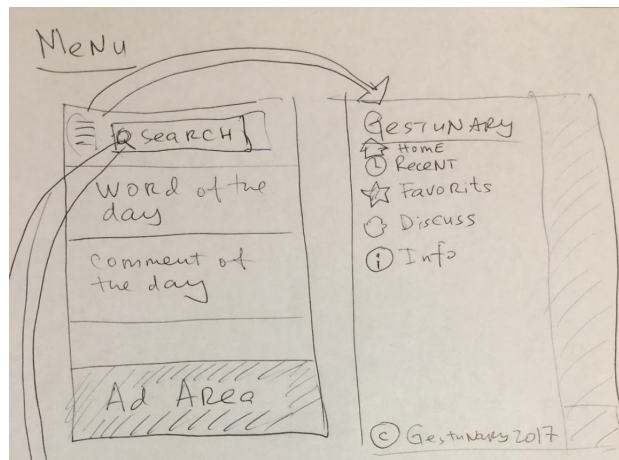 MeNu
SeaRCH
WORD of the
day
comment of
the day
Ad ARea
GESTUNARY
HOME
ReceNT
Favorits
Discuss
Info
© Gestunary 2017